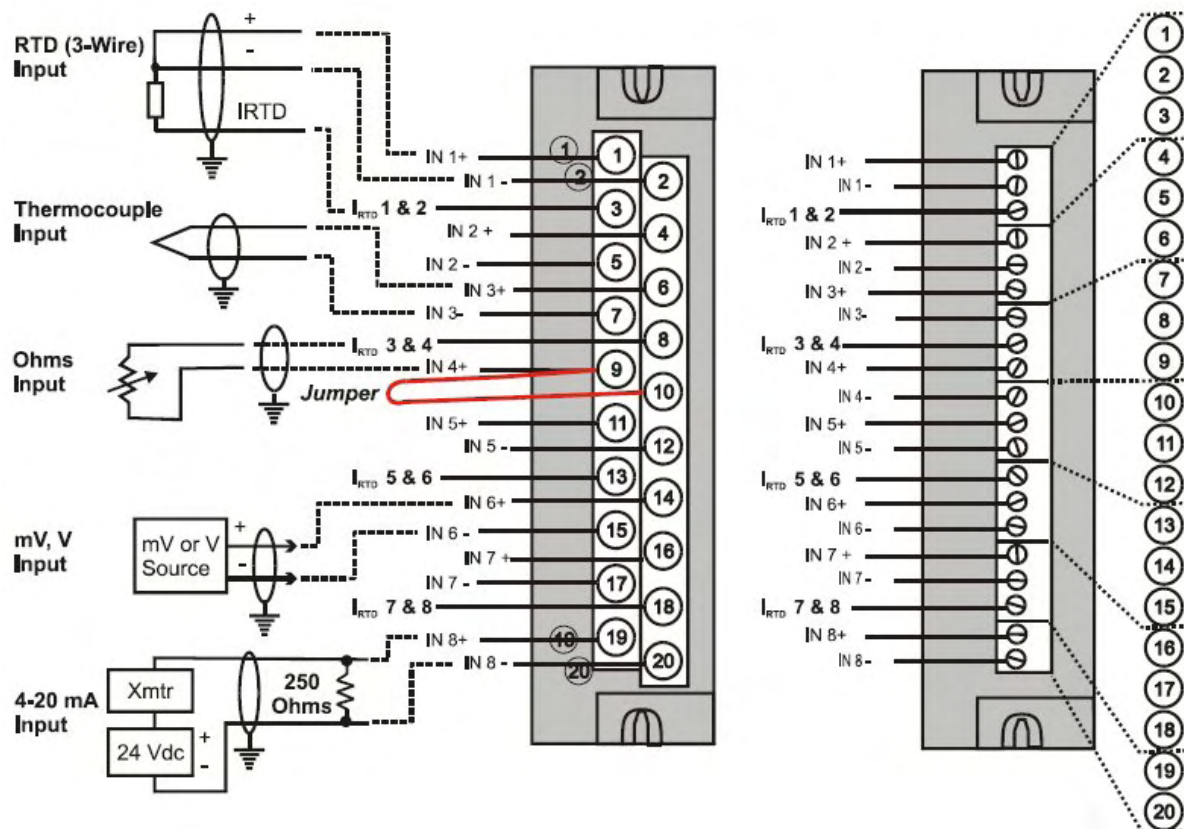 RTD (3-Wire)
Input
+
-
IRTD
Thermocouple
Input
Ohms
Input
Jumper
mV, V
Input
mV or V
Source
+
-
4-20 mA
Input
Xmtr
24 Vdc
+
-
250
Ohms
IN 1+
IN 1 -
IRTD 1 & 2
IN 2 +
IN 2 -
IN 3+
IN 3-
IRTD 3 & 4
IN 4+
IN 5+
IN 5 -
IRTD 5 & 6
IN 6+
IN 6 -
IN 7 +
IN 7 -
IRTD 7 & 8
IN 8+
IN 8 -
1
2
19
20
1
2
3
4
5
6
7
8
9
10
11
12
13
14
15
16
17
18
19
20
IN 1+
IN 1-
IRTD 1 & 2
IN 2 +
IN 2-
IN 3+
IN 3-
IRTD 3 & 4
IN 4+
IN 4-
IN 5+
IN 5-
IRTD 5 & 6
IN 6+
IN 6-
IN 7 +
IN 7-
IRTD 7 & 8
IN 8+
IN 8-
1
2
3
4
5
6
7
8
9
10
11
12
13
14
15
16
17
18
19
20